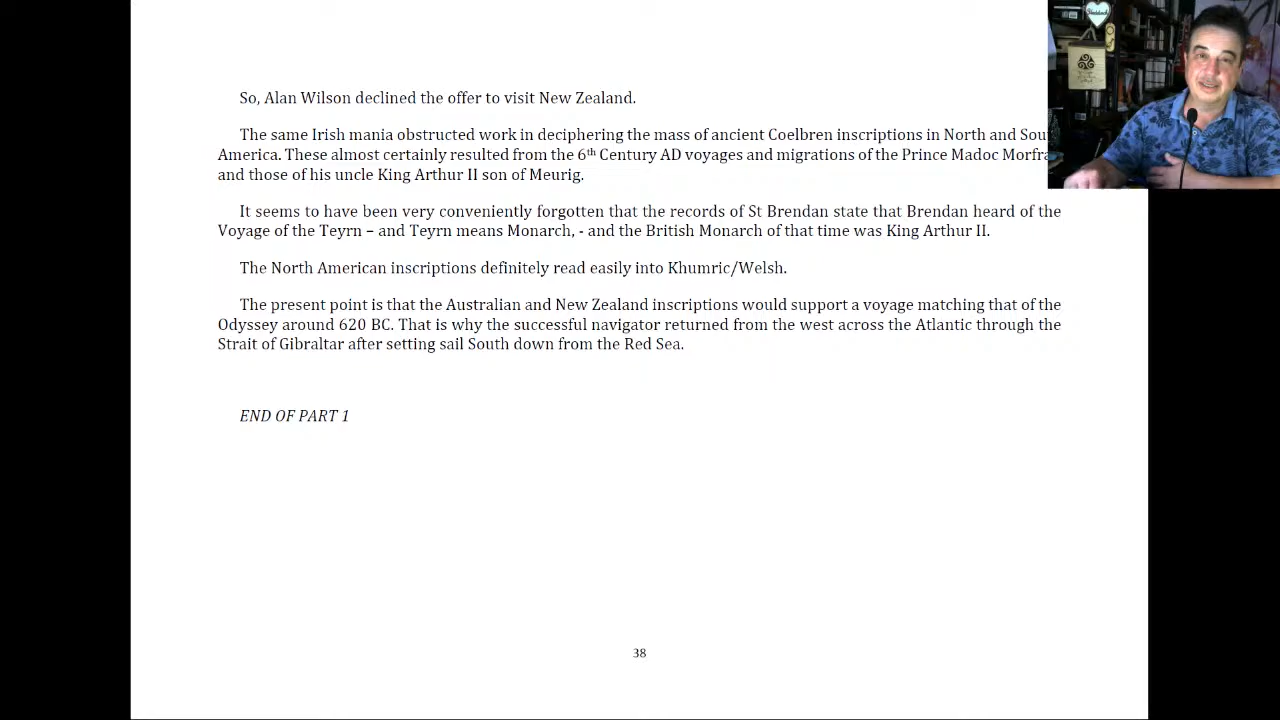 So, Alan Wilson declined the offer to visit New Zealand.
The same Irish mania obstructed work in deciphering the mass of ancient Coelbren inscriptions in North and Sou
America. These almost certainly resulted from the 6th Century AD voyages and migrations of the Prince Madoc Morfra
and those of his uncle King Arthur II son of Meurig.
It seems to have been very conveniently forgotten that the records of St Brendan state that Brendan heard of the
Voyage of the Teyrn – and Teyrn means Monarch, - and the British Monarch of that time was King Arthur II.
The North American inscriptions definitely read easily into Khumric/Welsh.
The present point is that the Australian and New Zealand inscriptions would support a voyage matching that of the
Odyssey around 620 BC. That is why the successful navigator returned from the west across the Atlantic through the
Strait of Gibraltar after setting sail South down from the Red Sea.
END OF PART 1
38